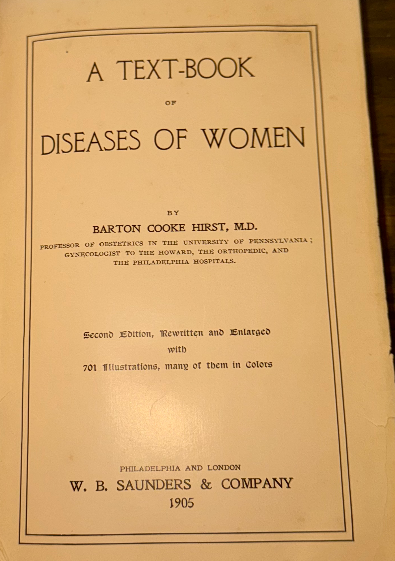 A TEXT-BOOK
OF
DISEASES OF WOMEN
BY
BARTON COOKE HIRST, M.D.
PROFESSOR OF OBSTETRICS IN THE UNIVERSITY OF PENNSYLVANIA;
GYNECOLOGIST TO THE HOWARD, THE ORTHOPEDIC, AND
THE PHILADELPHIA HOSPITALS.
Second Edition, Rewritten and Enlarged
with
701 Illustrations, many of them in Colors
PHILADELPHIA AND LONDON
W. B. SAUNDERS & COMPANY
1905